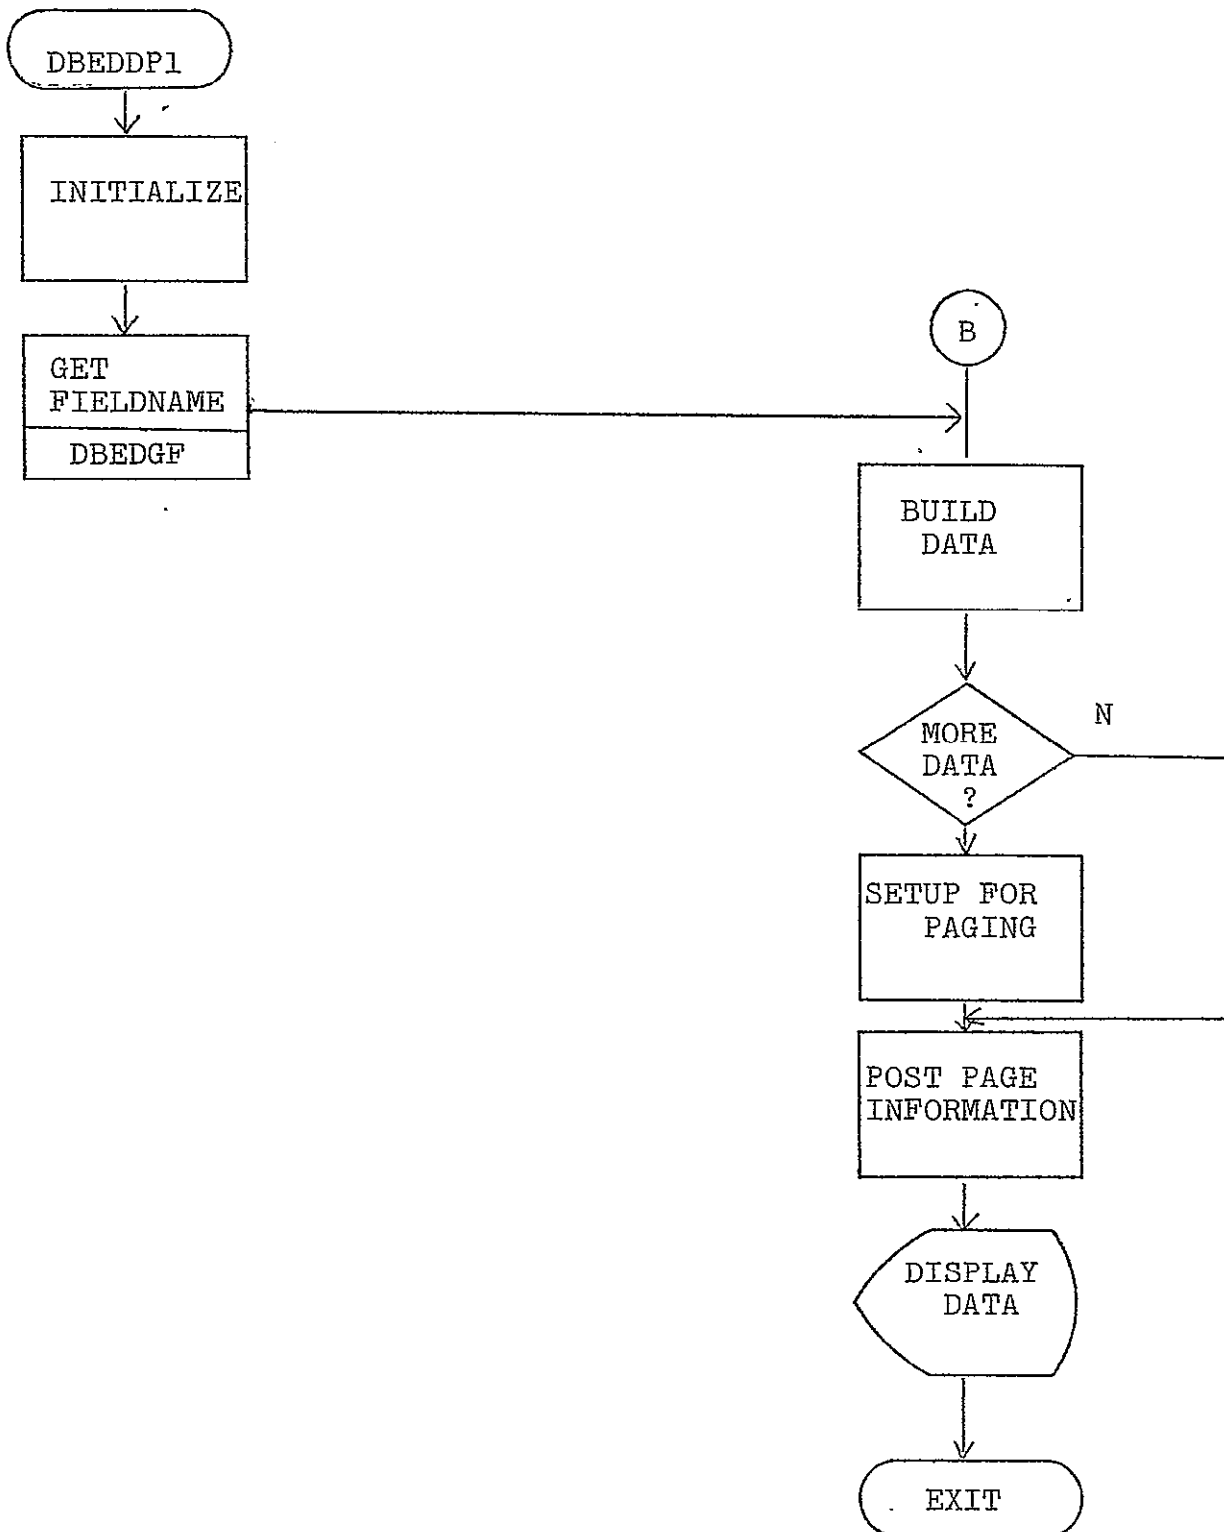 DBEDDP1
INITIALIZE
GET
FIELDNAME
DBEDGF
B
BUILD
DATA
MORE
DATA
?
N
SETUP FOR
PAGING
POST PAGE
INFORMATION
DISPLAY
DATA
EXIT